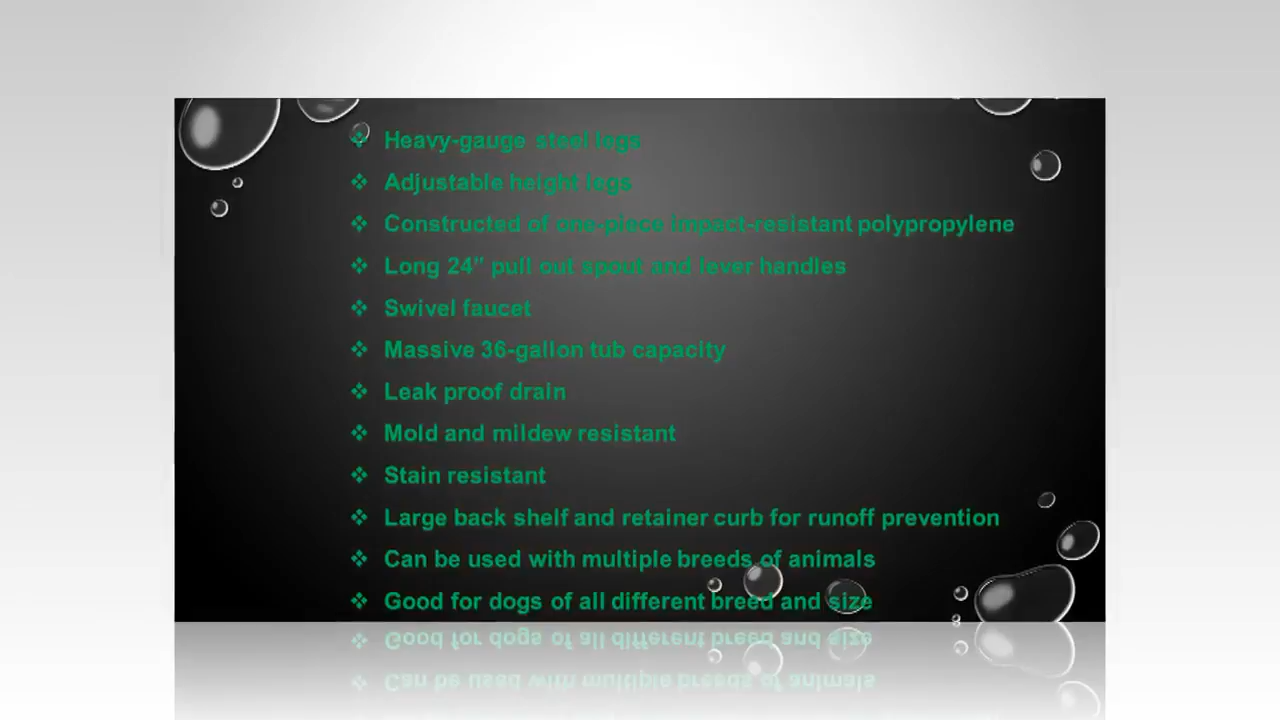 ❖ Heavy-gauge steel legs
❖ Adjustable height legs
❖ Constructed of one-piece impact-resistant polypropylene
❖ Long 24" pull out spout and lever handles
❖ Swivel faucet
❖ Massive 36-gallon tub capacity
❖ Leak proof drain
❖ Mold and mildew resistant
❖ Stain resistant
❖ Large back shelf and retainer curb for runoff prevention
❖ Can be used with multiple breeds of animals
❖ Good for dogs of all different breed and size